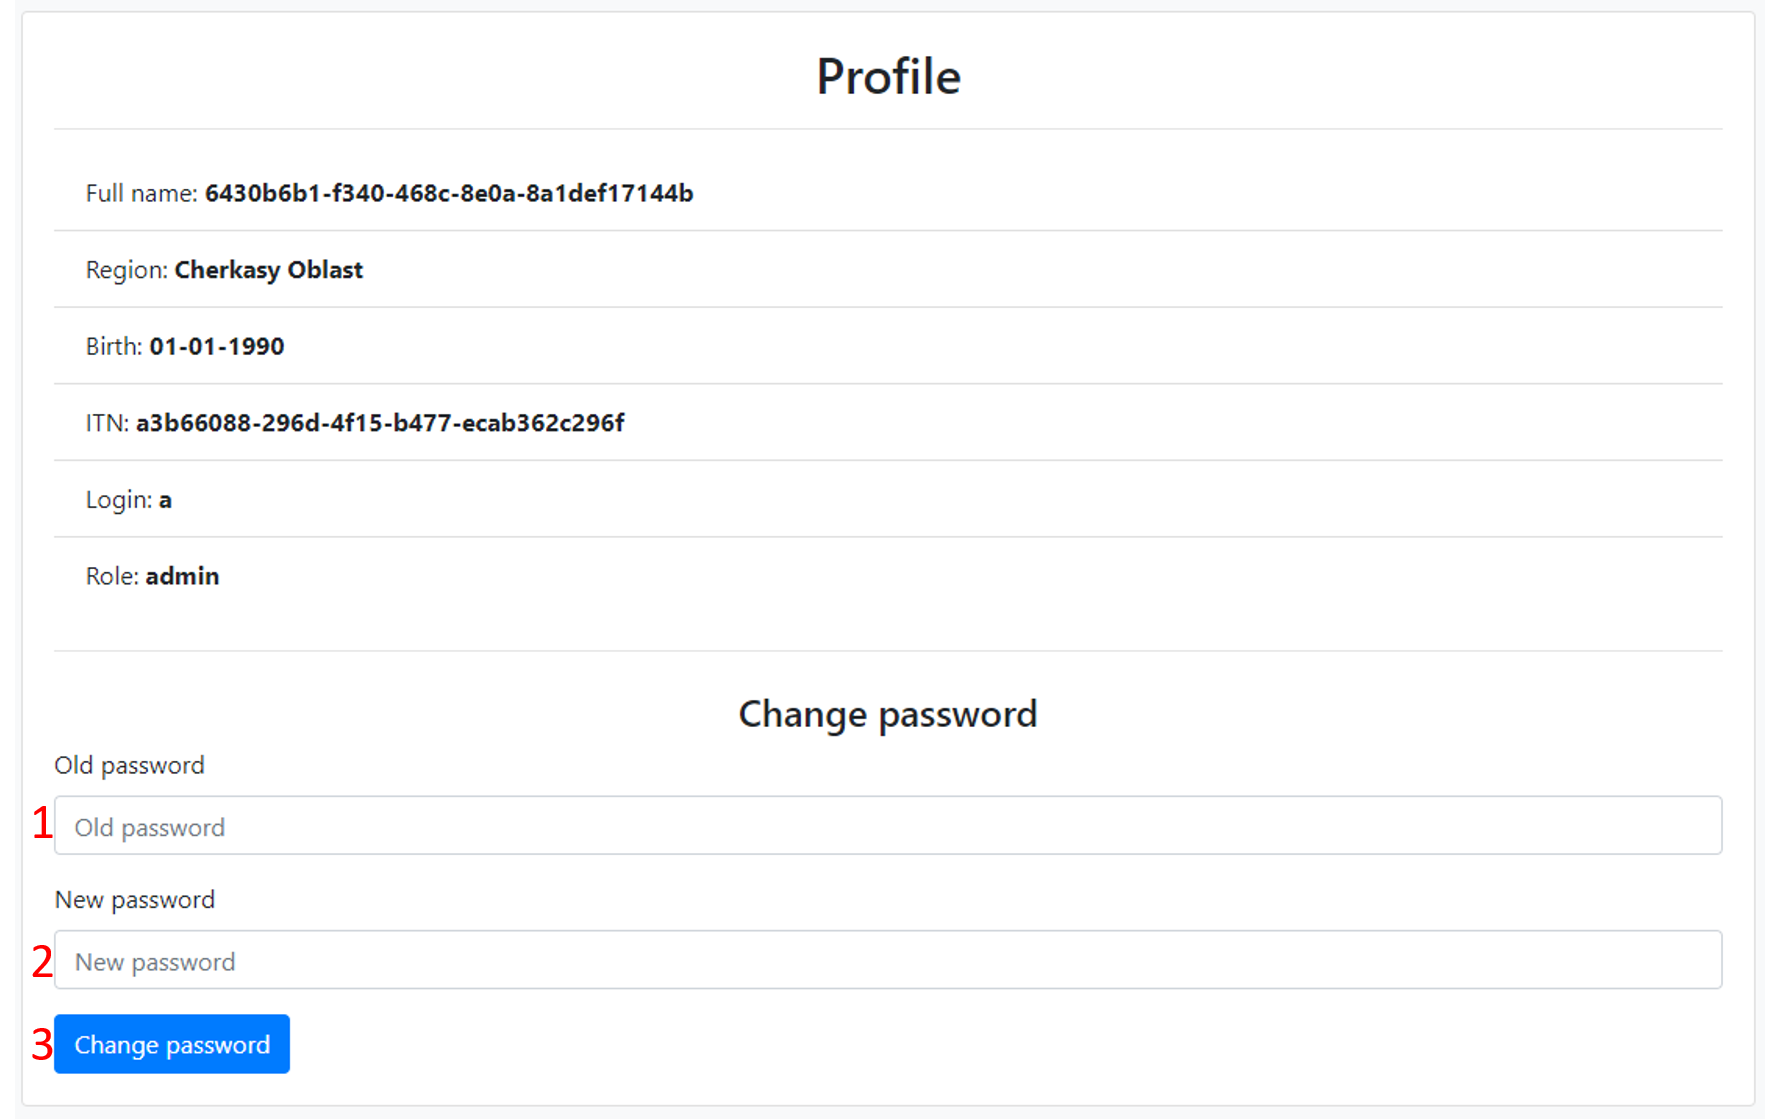 Profile
Full name: 6430b6b1-f340-468c-8e0a-8a1def17144b
Region: Cherkasy Oblast
Birth: 01-01-1990
ITN: a3b66088-296d-4f15-b477-ecab362c296f
Login: a
Role: admin
Change password
Old password
1 Old password
New password
2 New password
3 Change password